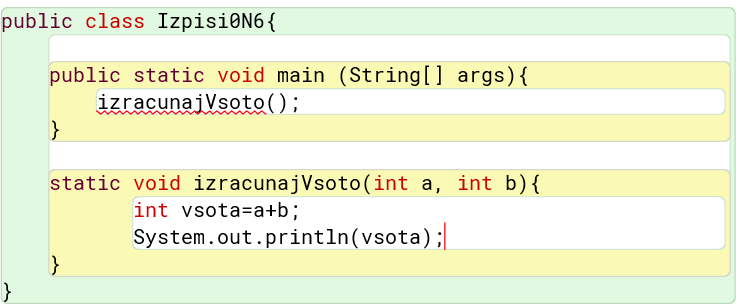 public class Izpisi0N6{
public static void main (String[] args){
izracunajVsoto();
}
static void izracunajVsoto(int a, int b){
int vsota=a+b;
System.out.println(vsota);
}
}